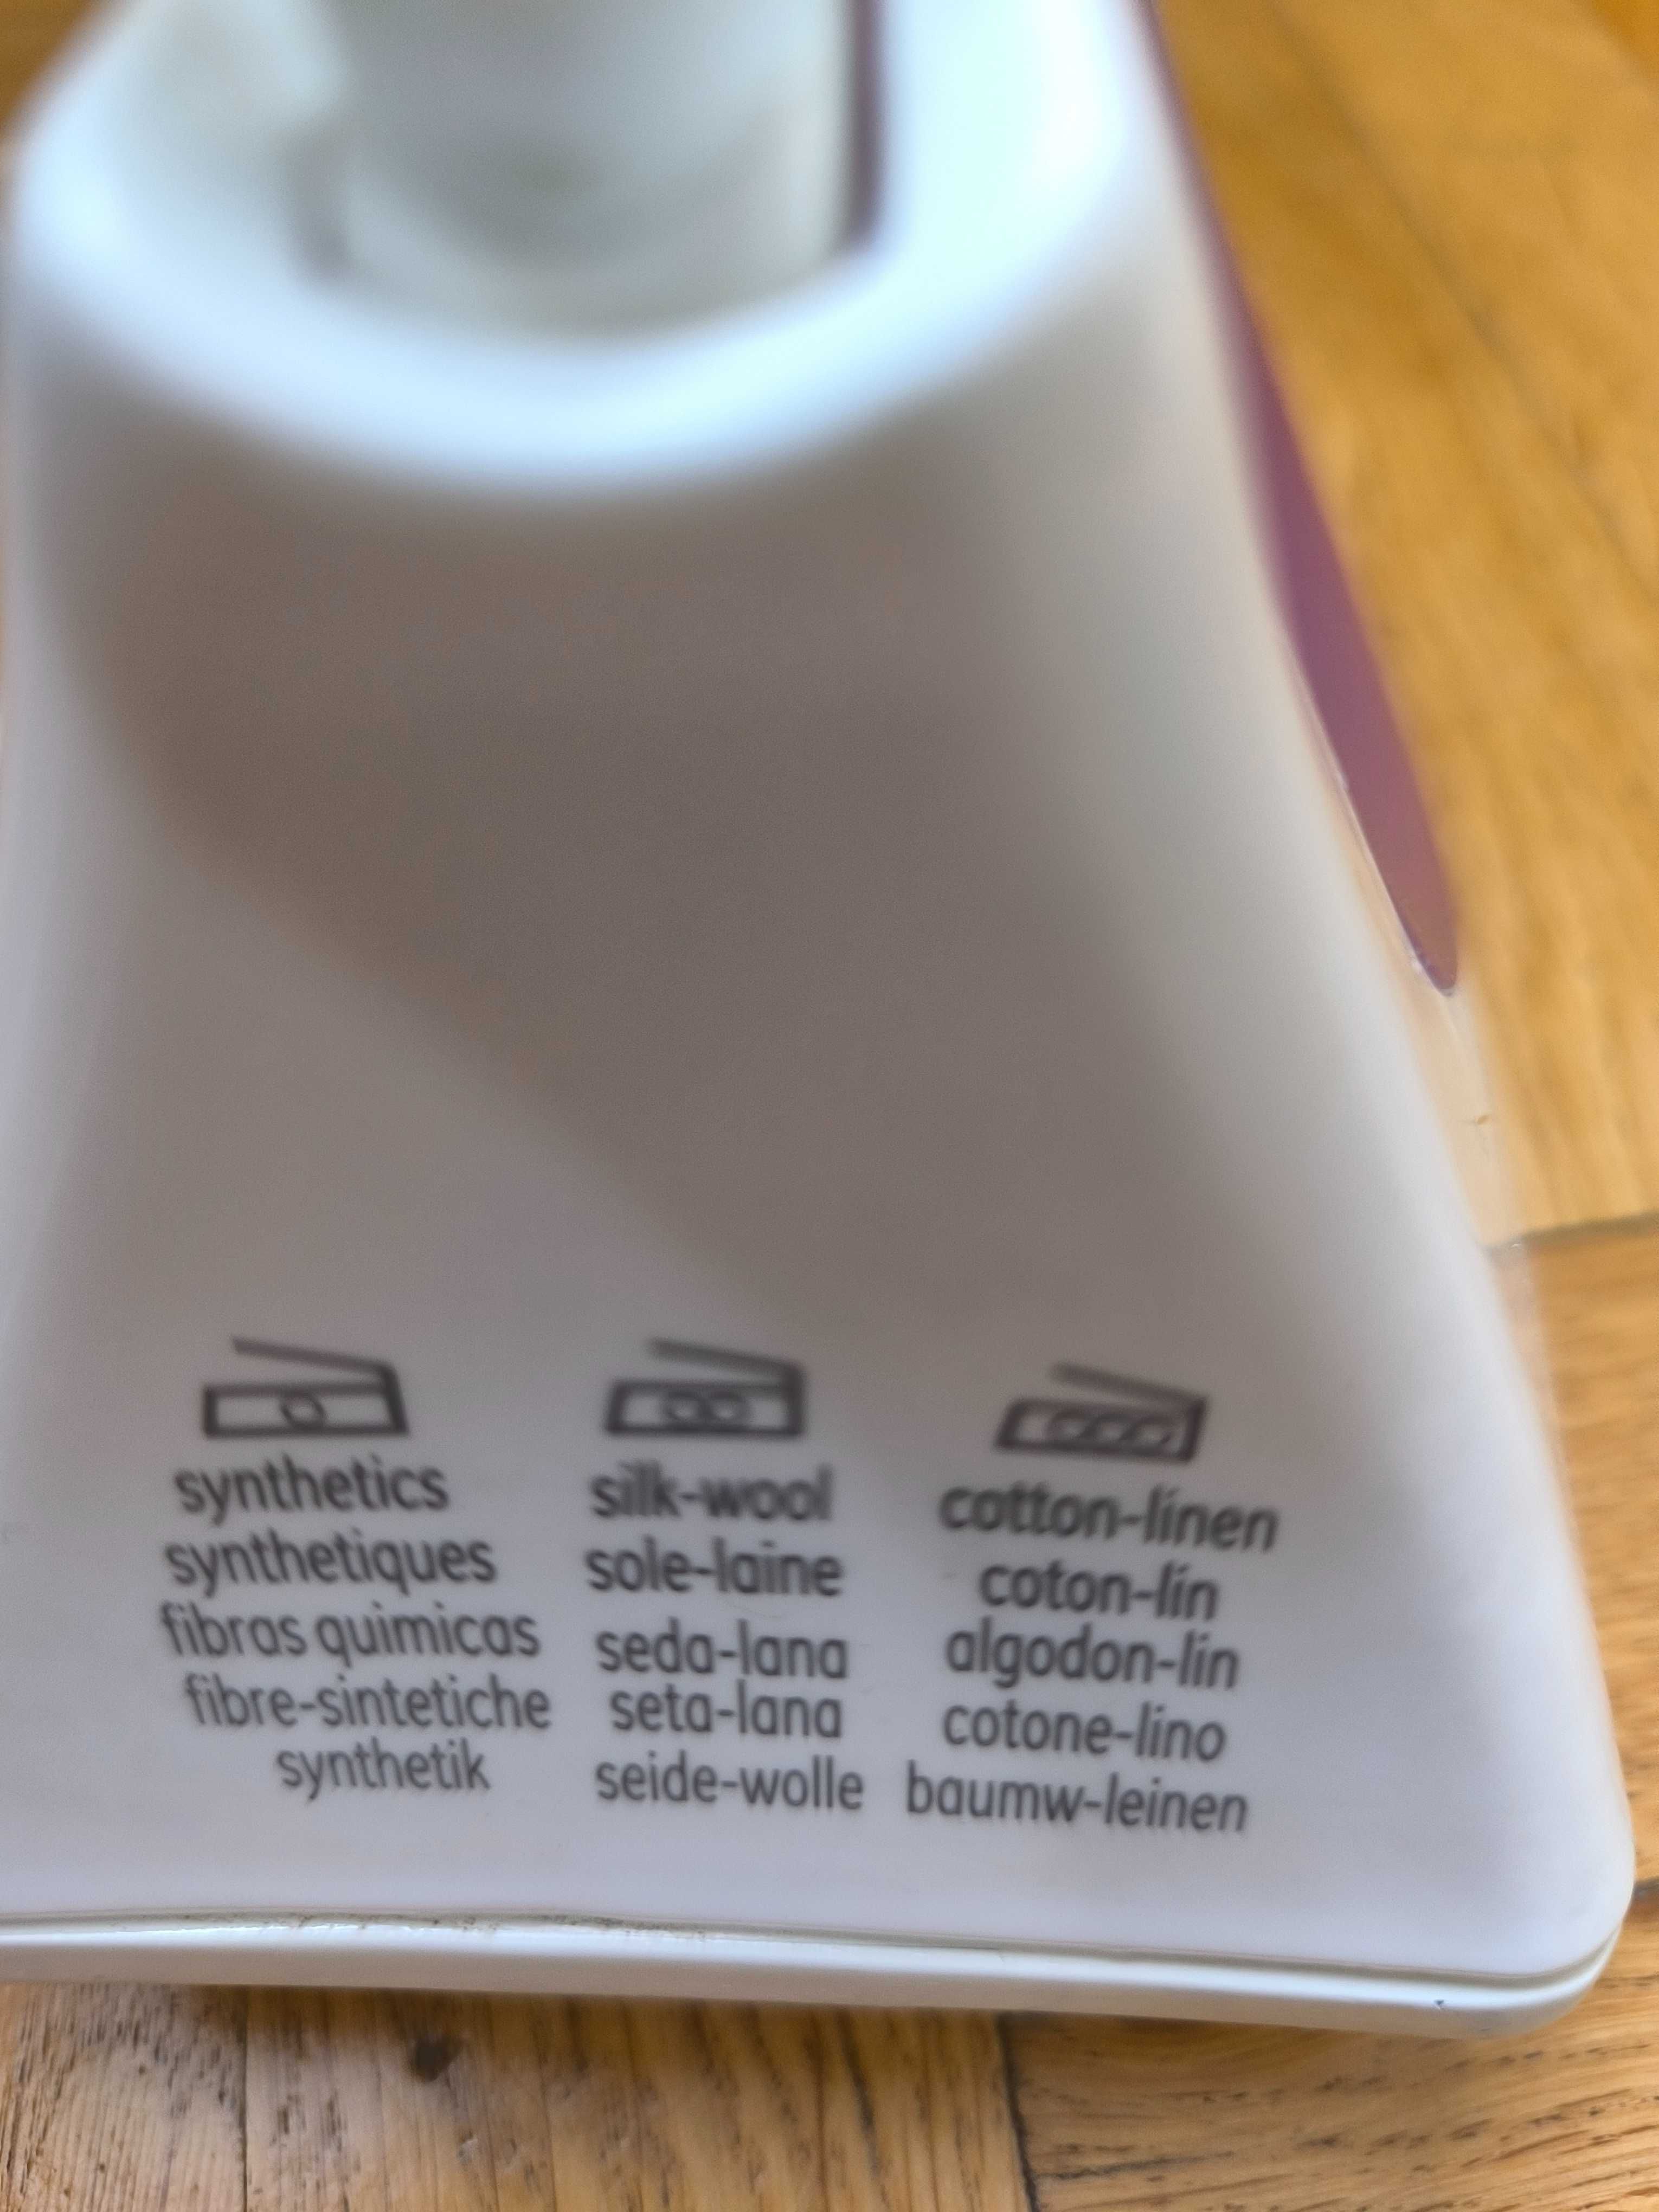 synthetics
synthetiques
fibras quimicas
fibre-sintetiche
synthetik
silk-wool
sole-laine
seda-lana
seta-lana
seide-wolle
cotton-linen
coton-lin
algodon-lin
cotone-lino
baumw-leinen